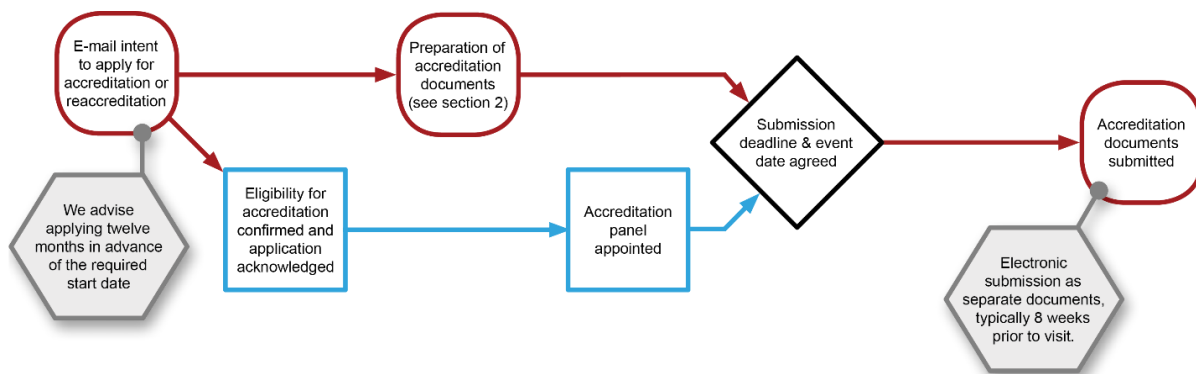 E-mail intent
to apply for
accreditation or
reaccreditation
Preparation of
accreditation
documents
(see section 2)
Submission
deadline & event
date agreed
Accreditation
documents
submitted
We advise
applying twelve
months in advance
of the required
start date
Eligibility for
accreditation
confirmed and
application
acknowledged
Accreditation
panel
appointed
Electronic
submission as
separate documents,
typically 8 weeks
prior to visit.